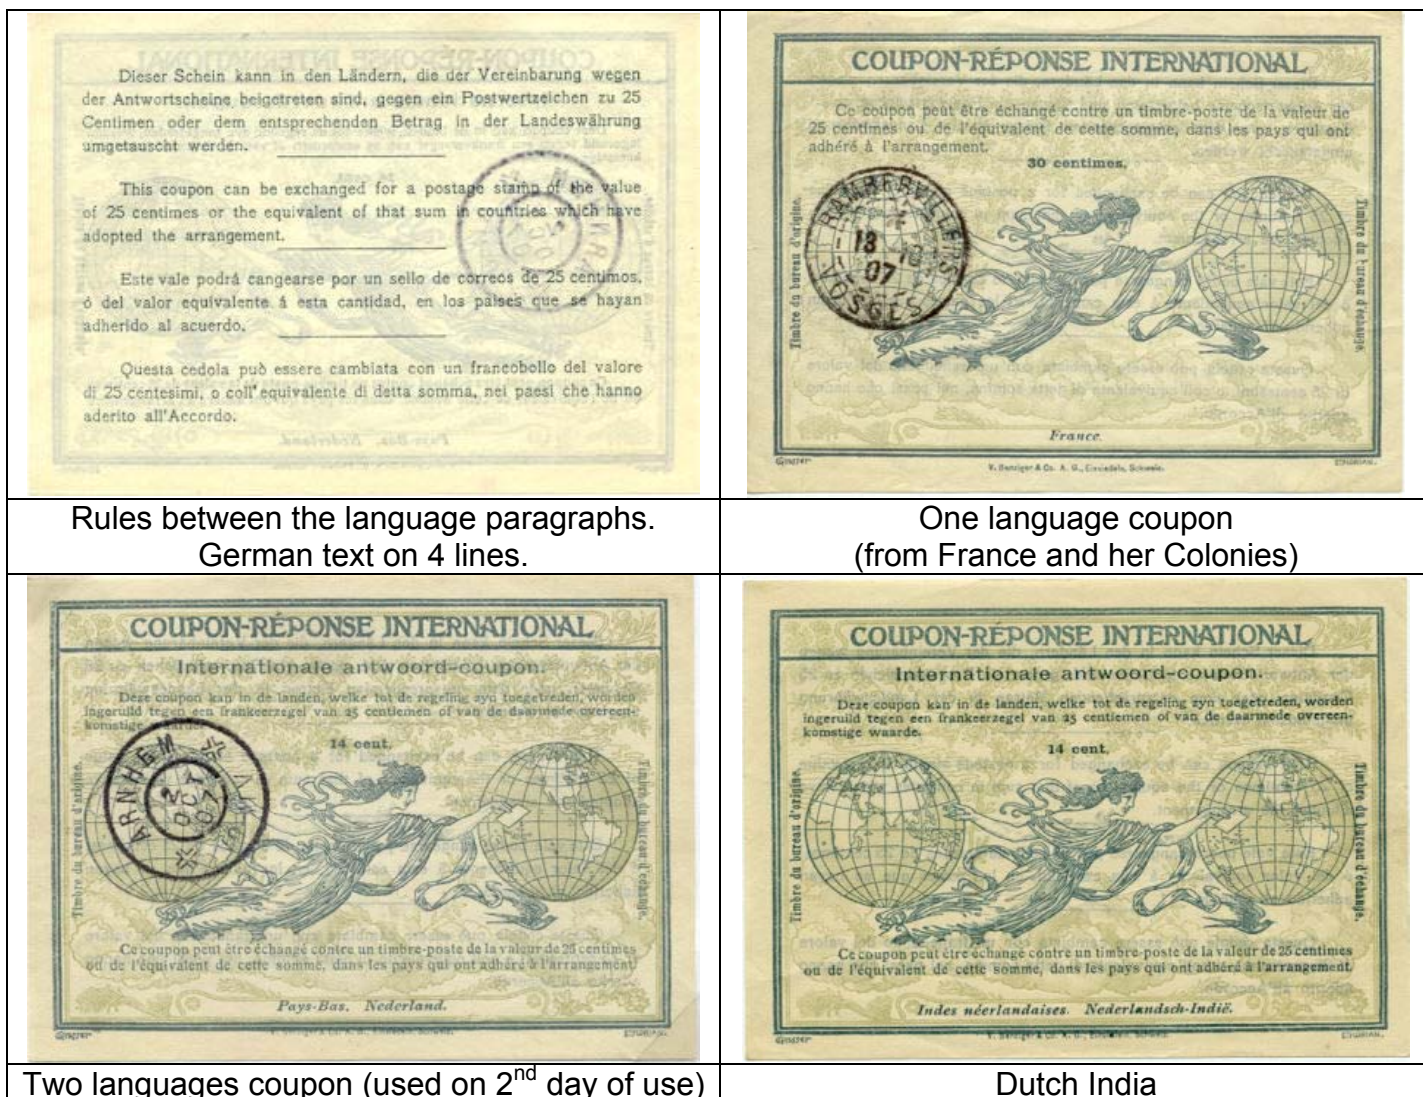 Dieser Schein kann in den Ländern, die der Vereinbarung wegen
der Antwortscheine beigetreten sind, gegen ein Postwertzeichen zu 25
Centimen oder dem entsprechenden Betrag in der Landeswährung
umgetauscht werden.
This coupon can be exchanged for a postage stamp of the value
of 25 centimes or the equivalent of that sum in countries which have
adopted the arrangement.
Este vale podrá cangearse por un sello de correos de 25 centimos,
ó del valor equivalente á esta cantidad, en los países que se hayan
adherido al acuerdo.
Questa cedola può essere cambiata con un francobollo del valore
di 25 centesimi, o coll'equivalente di detta somma, nei paesi che hanno
aderito all'Accordo.
Rules between the language paragraphs.
German text on 4 lines.
COUPON-RÉPONSE INTERNATIONAL
Ce coupon peut être échangé contre un timbre-poste de la valeur de
25 centimes ou de l'équivalent de cette somme, dans les pays qui ont
adhéré à l'arrangement.
30 centimes.
Timbre du bureau d'origine.
RAMBERVILLERS
18 10
07
VOSGES
Timbre du bureau d'échange.
France.
V. Benziger & Co. A. G., Einsiedeln, Schweiz.
One language coupon
(from France and her Colonies)
COUPON-RÉPONSE INTERNATIONAL
Internationale antwoord-coupon.
Deze coupon kan in de landen, welke tot de regeling zyn toegetreden, worden
ingeruild tegen een frankeerzegel van 25 centiemen of van de daarmede overeen-
komstige waarde.
14 cent.
Timbre du bureau d'origine.
ARNHEM
2
OCT
07
Timbre du bureau d'échange.
Ce coupon peut être échangé contre un timbre-poste de la valeur de 25 centimes
ou de l'équivalent de cette somme, dans les pays qui ont adhéré à l'arrangement
Pays-Bas. Nederland.
Two languages coupon (used on 2nd day of use)
COUPON-RÉPONSE INTERNATIONAL
Internationale antwoord-coupon.
Deze coupon kan in de landen, welke tot de regeling zyn toegetreden, worden
ingeruild tegen een frankeerzegel van 25 centiemen of van de daarmede overeen-
komstige waarde.
14 cent.
Timbre du bureau d'origine.
Timbre du bureau d'échange.
Ce coupon peut être échangé contre un timbre-poste de la valeur de 25 centimes
ou de l'équivalent de cette somme, dans les pays qui ont adhéré à l'arrangement
Indes néerlandaises. Nederlandsch-Indië.
V. Benziger & Co. A. G., Einsiedeln, Schweiz.
Dutch India